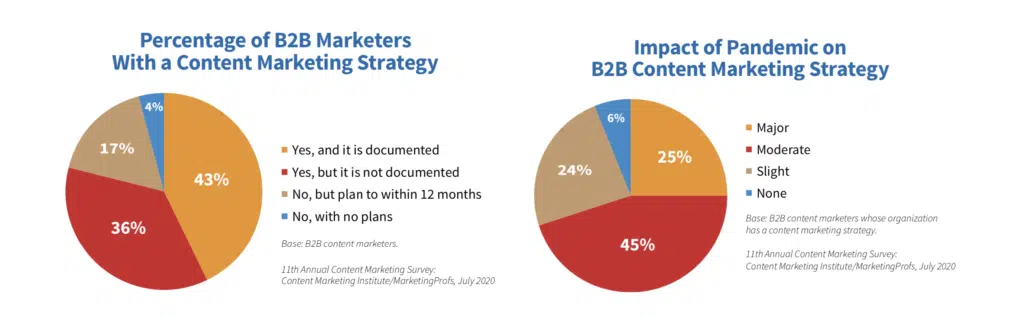 Percentage of B2B Marketers
With a Content Marketing Strategy
4%
17%
43%
36%
Yes, and it is documented
Yes, but it is not documented
No, but plan to within 12 months
No, with no plans
Base: B2B content marketers.
11th Annual Content Marketing Survey:
Content Marketing Institute/MarketingProfs, July 2020
Impact of Pandemic on
B2B Content Marketing Strategy
6%
25%
24%
45%
Major
Moderate
Slight
None
Base: B2B content marketers whose organization
has a content marketing strategy.
11th Annual Content Marketing Survey:
Content Marketing Institute/MarketingProfs, July 2020